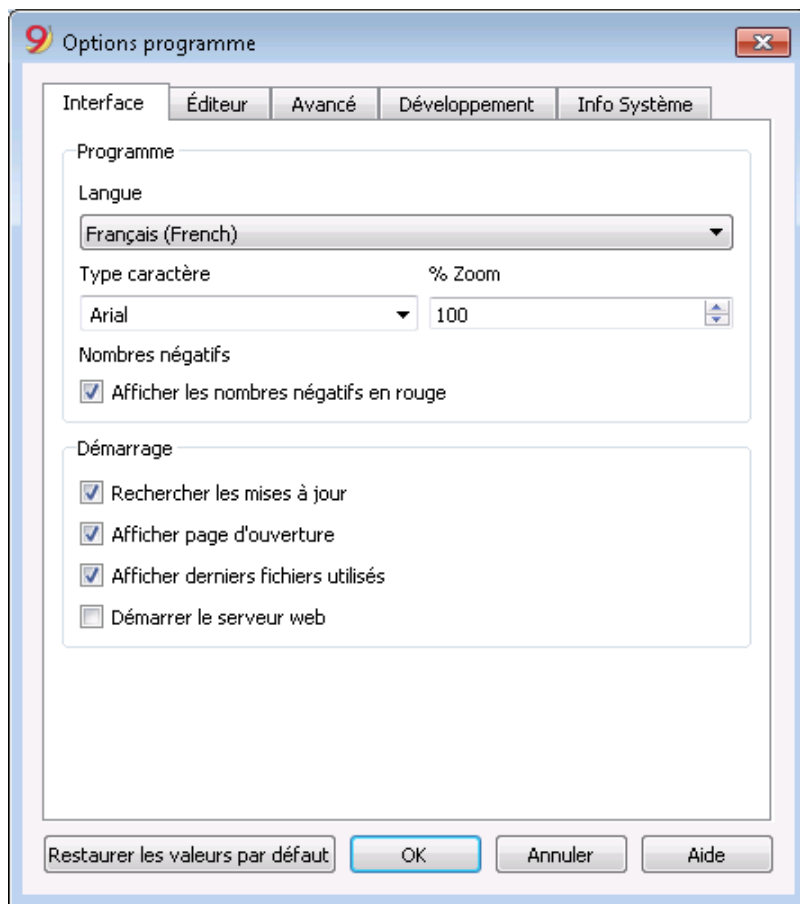 9 Options programme
Interface Éditeur Avancé Développement Info Système
Programme
Langue
Français (French)
Type caractère % Zoom
Arial 100
Nombres négatifs
Afficher les nombres négatifs en rouge
Démarrage
Rechercher les mises à jour
Afficher page d'ouverture
Afficher derniers fichiers utilisés
Démarrer le serveur web
Restaurer les valeurs par défaut OK Annuler Aide